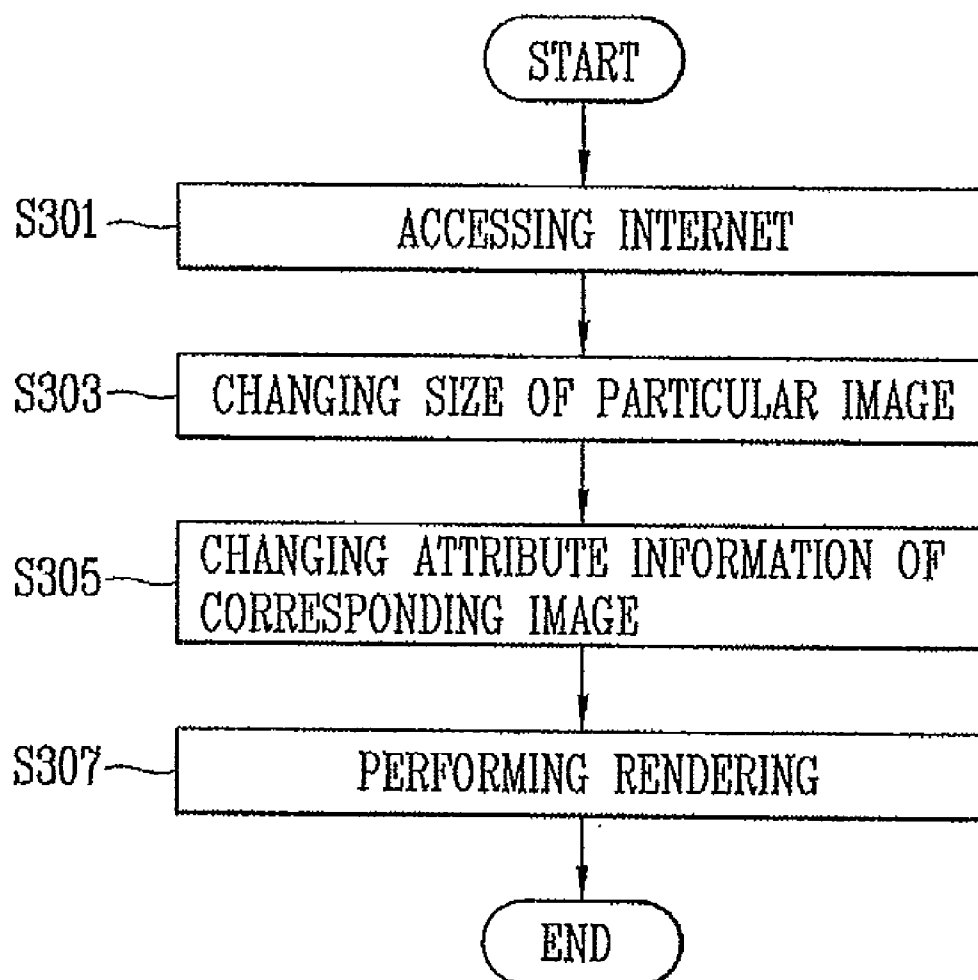 START
S301
ACCESSING INTERNET
S303
CHANGING SIZE OF PARTICULAR IMAGE
S305
CHANGING ATTRIBUTE INFORMATION OF
CORRESPONDING IMAGE
S307
PERFORMING RENDERING
END